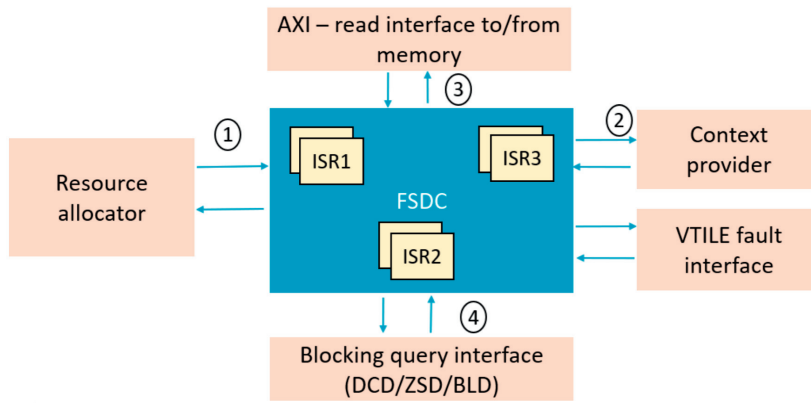 AXI – read interface to/from
memory
3
1
2
Resource
allocator
ISR1
ISR3
FSDC
ISR2
Context
provider
VTILE fault
interface
4
Blocking query interface
(DCD/ZSD/BLD)